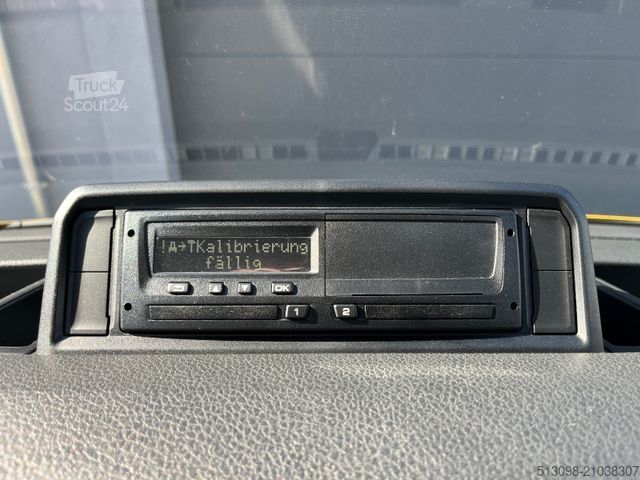 Truck
Scout24
!A→TKalibrierung
fällig
OK
1 2
513098-21038307